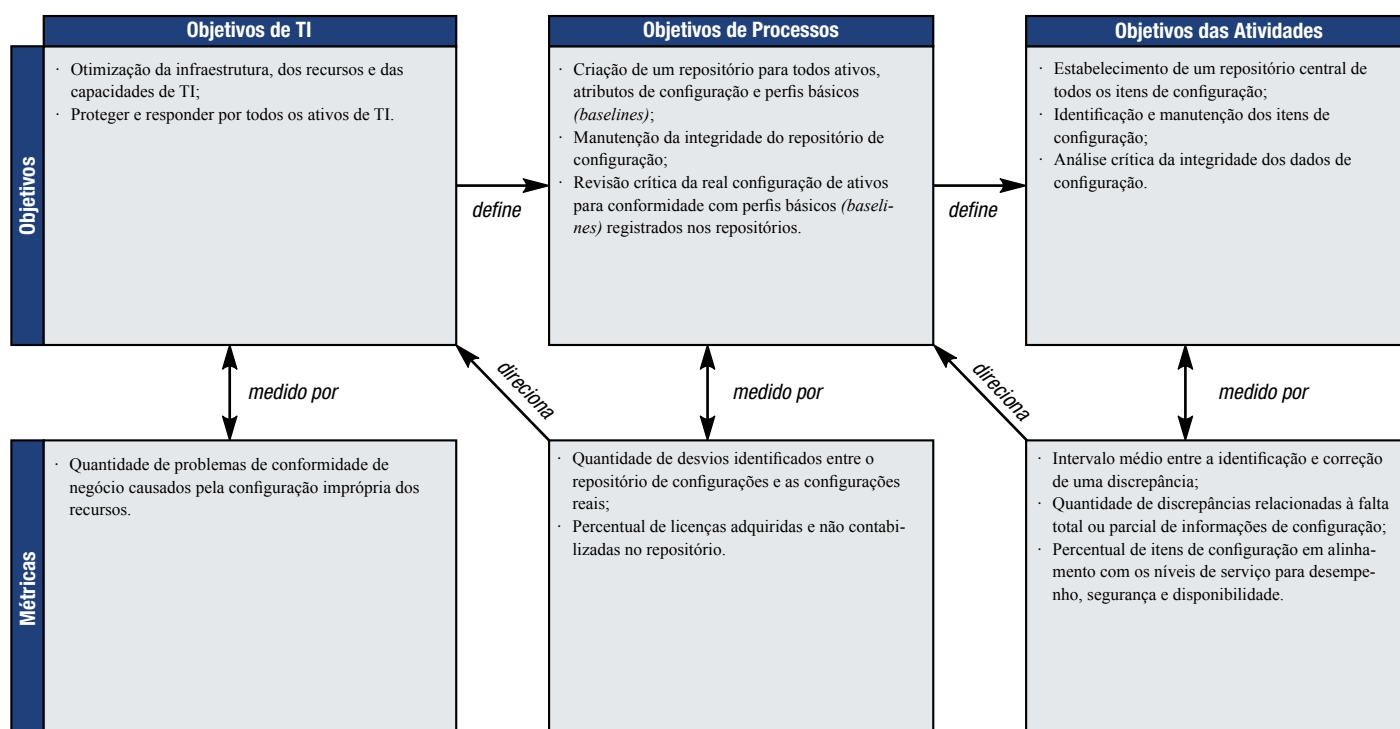 Objetivos de TI
Objetivos
· Otimização da infraestrutura, dos recursos e das
capacidades de TI;
· Proteger e responder por todos os ativos de TI.
define
Objetivos de Processos
· Criação de um repositório para todos ativos,
atributos de configuração e perfis básicos
(baselines);
· Manutenção da integridade do repositório de
configuração;
· Revisão crítica da real configuração de ativos
para conformidade com perfis básicos (baseli-
nes) registrados nos repositórios.
define
Objetivos das Atividades
· Estabelecimento de um repositório central de
todos os itens de configuração;
· Identificação e manutenção dos itens de
configuração;
· Análise crítica da integridade dos dados de
configuração.
medido por
direciona
medido por
direciona
medido por
Métricas
· Quantidade de problemas de conformidade de
negócio causados pela configuração imprópria dos
recursos.
· Quantidade de desvios identificados entre o
repositório de configurações e as configurações
reais;
· Percentual de licenças adquiridas e não contabi-
lizadas no repositório.
· Intervalo médio entre a identificação e correção
de uma discrepância;
· Quantidade de discrepâncias relacionadas à falta
total ou parcial de informações de configuração;
· Percentual de itens de configuração em alinha-
mento com os níveis de serviço para desempe-
nho, segurança e disponibilidade.